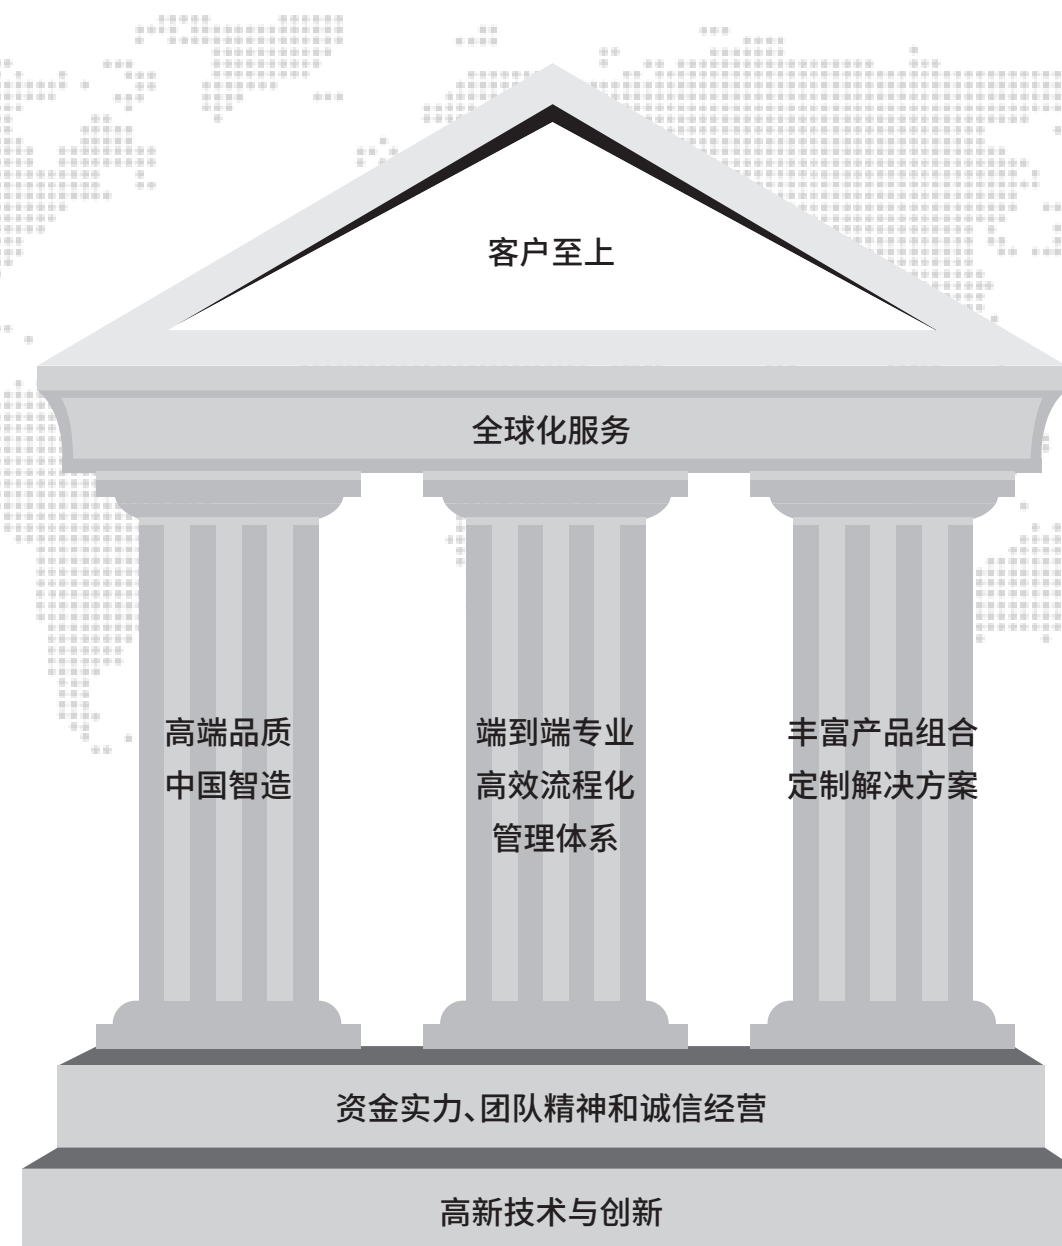 客户至上
全球化服务
高端品质
中国智造
端到端专业
高效流程化
管理体系
丰富产品组合
定制解决方案
资金实力、团队精神和诚信经营
高新技术与创新